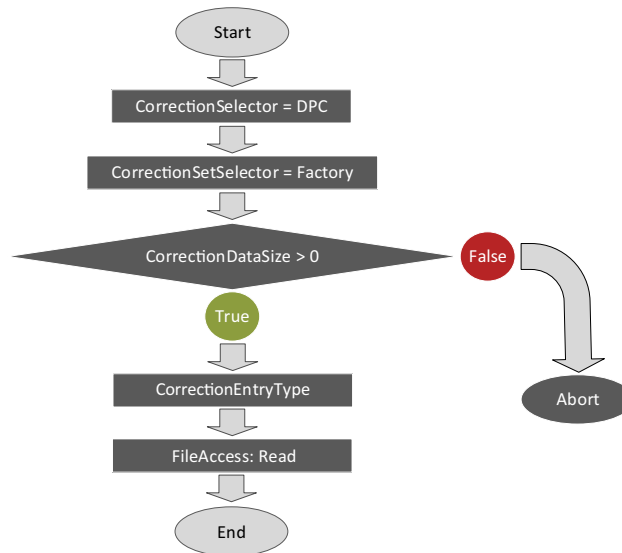 Start
CorrectionSelector = DPC
CorrectionSetSelector = Factory
CorrectionDataSize > 0
False
True
CorrectionEntryType
Abort
FileAccess: Read
End